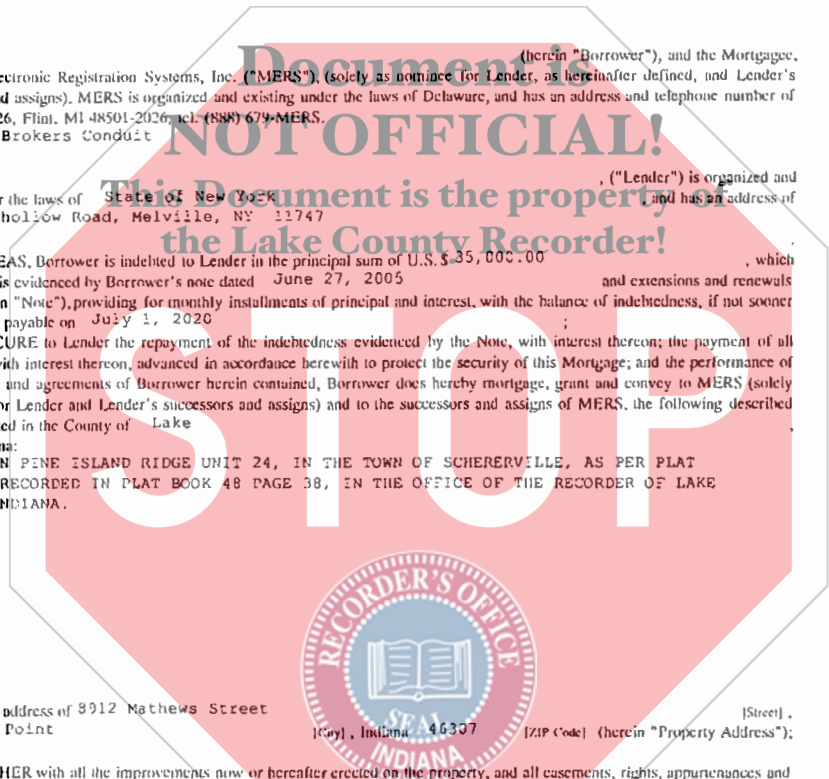 Document is
(herein "Borrower"), and the Mortgagee,
ectronic Registration Systems, Inc. ("MERS"), (solely as nominee for Lender, as hereinafter defined, and Lender's
d assigns). MERS is organized and existing under the laws of Delaware, and has an address and telephone number of
26, Flint, MI 48501-2026, tel. (888) 679-MERS.
Brokers Conduit
NOT OFFICIAL!
, ("Lender") is organized and
r the laws of State of New York , and has an address of
This Document is the property of
hollow Road, Melville, NY 11747
the Lake County Recorder!
EAS, Borrower is indebted to Lender in the principal sum of U.S. $ 35,000.00 , which
is evidenced by Borrower's note dated June 27, 2005 and extensions and renewals
n "Note"), providing for monthly installments of principal and interest, with the balance of indebtedness, if not sooner
payable on July 1, 2020 ;
CURE to Lender the repayment of the indebtedness evidenced by the Note, with interest thereon; the payment of all
with interest thereon, advanced in accordance herewith to protect the security of this Mortgage; and the performance of
and agreements of Borrower herein contained, Borrower does hereby mortgage, grant and convey to MERS (solely
or Lender and Lender's successors and assigns) and to the successors and assigns of MERS, the following described
ed in the County of Lake ,
na:
STOP
N PINE ISLAND RIDGE UNIT 24, IN THE TOWN OF SCHERERVILLE, AS PER PLAT
RECORDED IN PLAT BOOK 48 PAGE 38, IN THE OFFICE OF THE RECORDER OF LAKE
NDIANA.
RECORDER'S OFFICE
SEAL
INDIANA
address of 8912 Mathews Street [Street] ,
Point [City] , Indiana 46307 [ZIP Code] (herein "Property Address");
HER with all the improvements now or hereafter erected on the property, and all easements, rights, appurtenances and